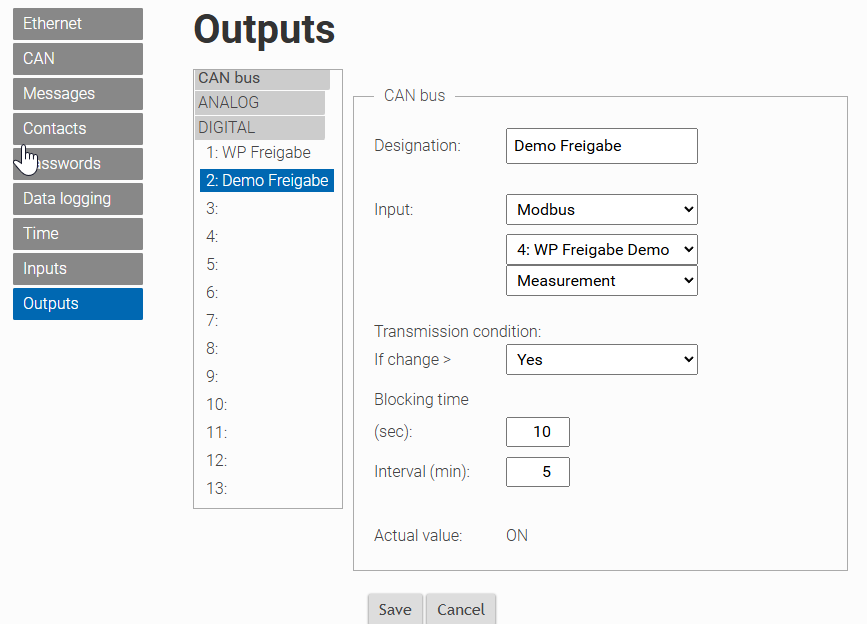 Ethernet
CAN
Messages
Contacts
asswords
Data logging
Time
Inputs
Outputs
Outputs
CAN bus
ANALOG
DIGITAL
1: WP Freigabe
2: Demo Freigabe
3:
4:
5:
6:
7:
8:
9:
10:
11:
12:
13:
CAN bus
Designation: Demo Freigabe
Input: Modbus
4: WP Freigabe Demo
Measurement
Transmission condition:
If change > Yes
Blocking time
(sec): 10
Interval (min): 5
Actual value: ON
Save Cancel